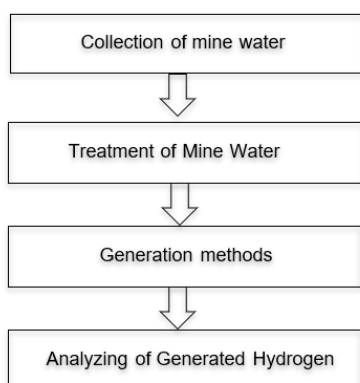 Collection of mine water
Treatment of Mine Water
Generation methods
Analyzing of Generated Hydrogen